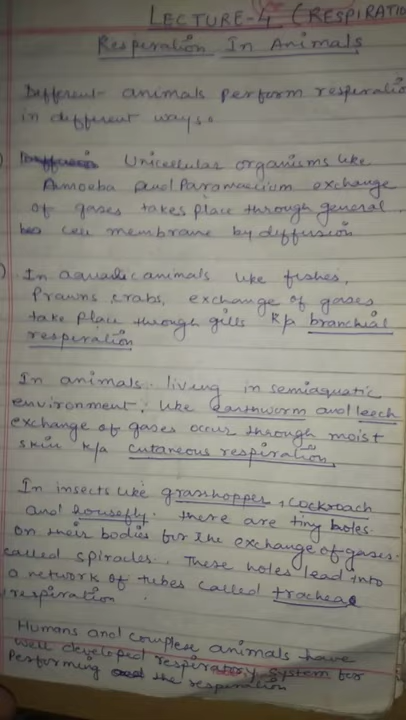 LECTURE-4 (RESPIRATIO
Respiration In Animals
Different animals perform respiratio
in different ways.
) Unicellular organisms like
Amoeba and Paramaecium exchange
of gases takes place through general
cell membrane by diffusion
) In aquatic animals like fishes,
Prawns crabs, exchange of gases
take place through gills k/a branchial
respiration
In animals living in semiaquatic
environment, like earthworm and leech
exchange of gases occur through moist
skin k/a cutaneous respiration
In insects like grasshopper, cockroach
and housefly there are tiny holes
on their bodies for the exchange of gases
called spiracles. These holes lead into
a network of tubes called tracheae
respiration.
Humans and complex animals have
well developed respiratory system for
Performing the respiration